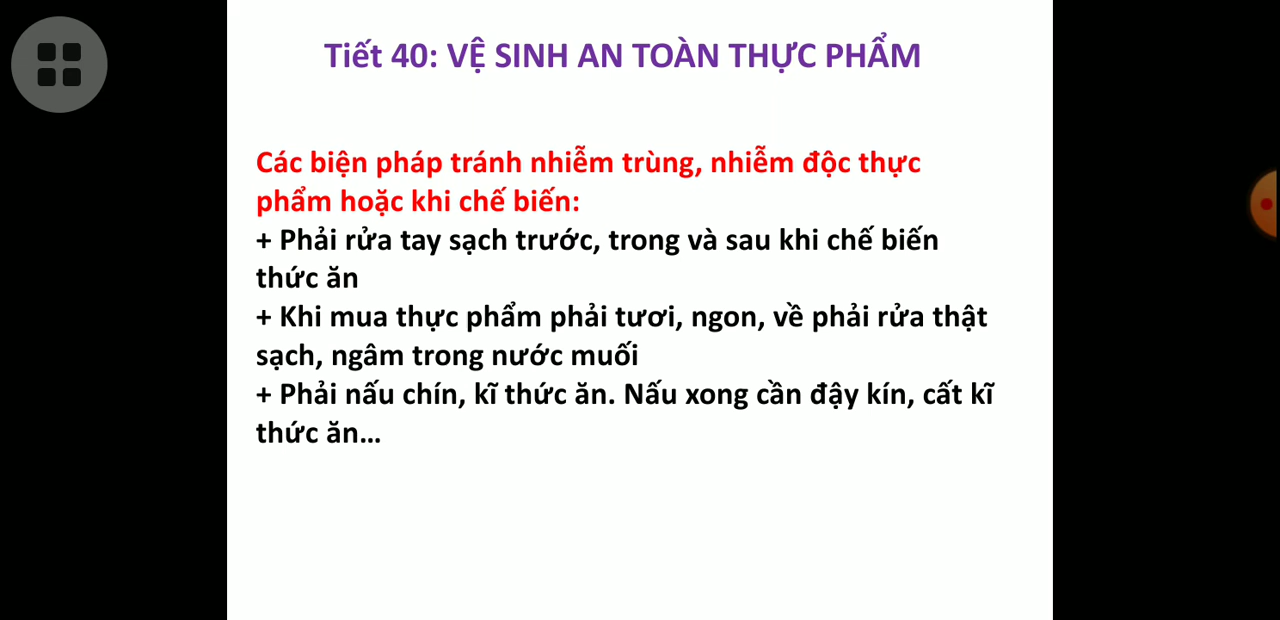 Tiết 40: VỆ SINH AN TOÀN THỰC PHẨM
Các biện pháp tránh nhiễm trùng, nhiễm độc thực
phẩm hoặc khi chế biến:
+ Phải rửa tay sạch trước, trong và sau khi chế biến
thức ăn
+ Khi mua thực phẩm phải tươi, ngon, về phải rửa thật
sạch, ngâm trong nước muối
+ Phải nấu chín, kĩ thức ăn. Nấu xong cần đậy kín, cất kĩ
thức ăn...